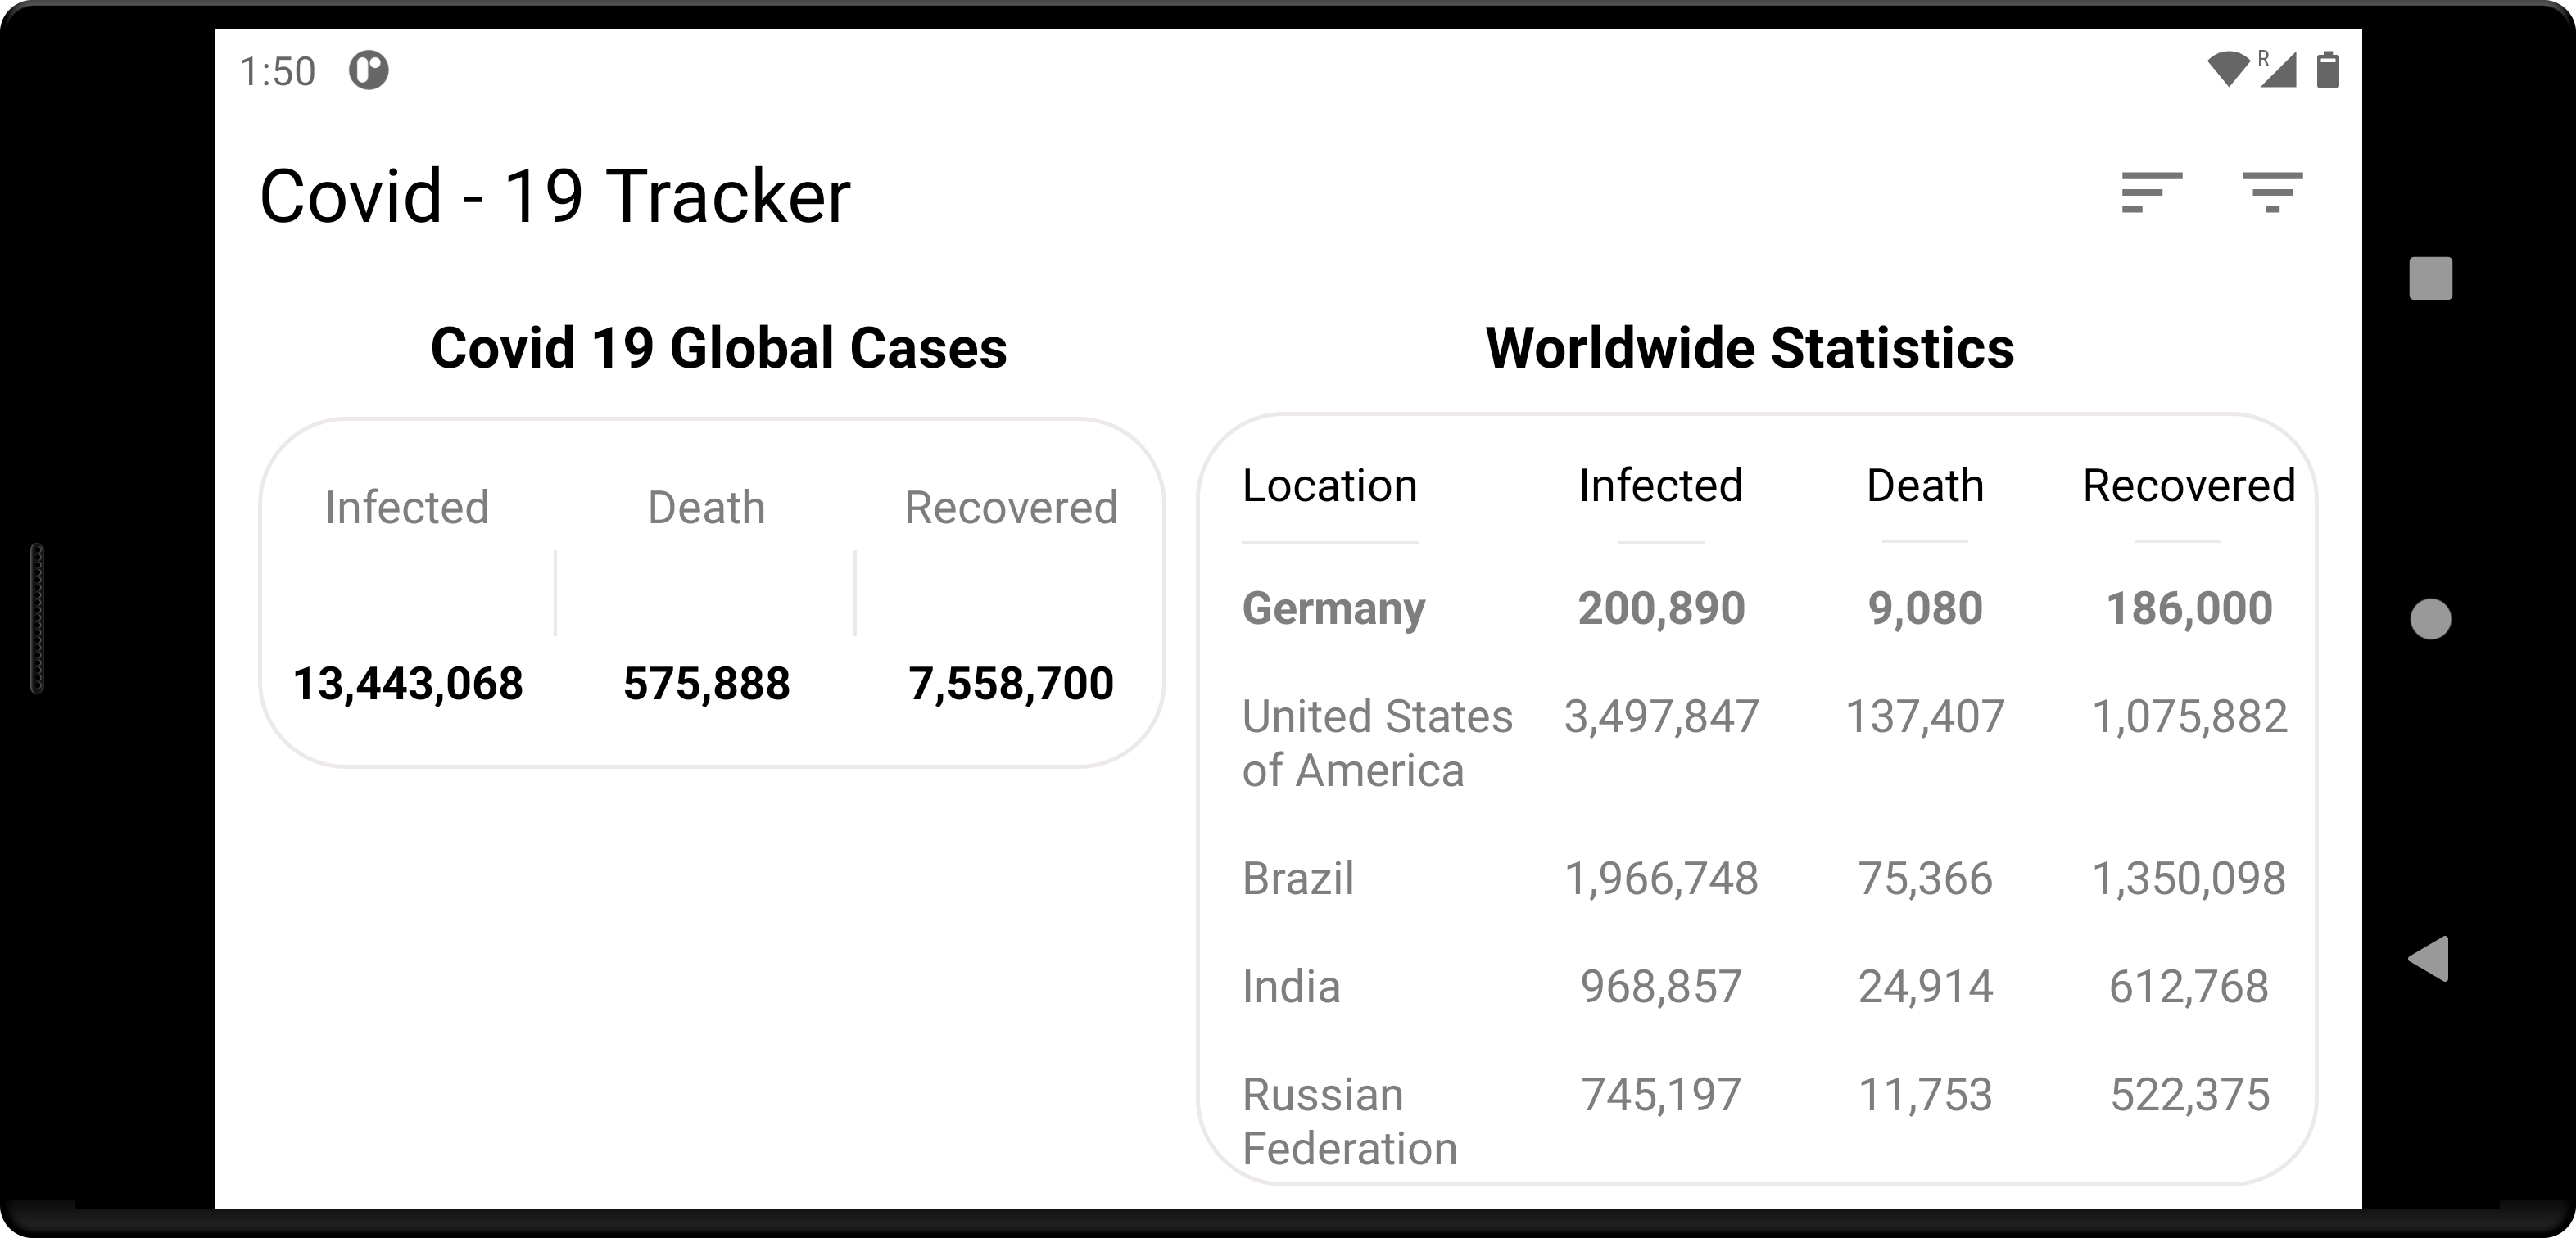 1:50
R
Covid - 19 Tracker
Covid 19 Global Cases
Infected Death Recovered
13,443,068 575,888 7,558,700
Worldwide Statistics
Location Infected Death Recovered
Germany 200,890 9,080 186,000
United States 3,497,847 137,407 1,075,882
of America
Brazil 1,966,748 75,366 1,350,098
India 968,857 24,914 612,768
Russian 745,197 11,753 522,375
Federation